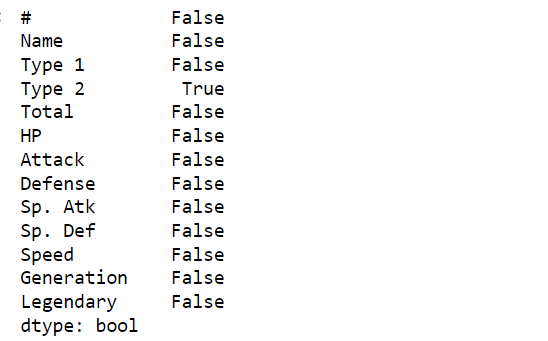 # False
Name False
Type 1 False
Type 2 True
Total False
HP False
Attack False
Defense False
Sp. Atk False
Sp. Def False
Speed False
Generation False
Legendary False
dtype: bool